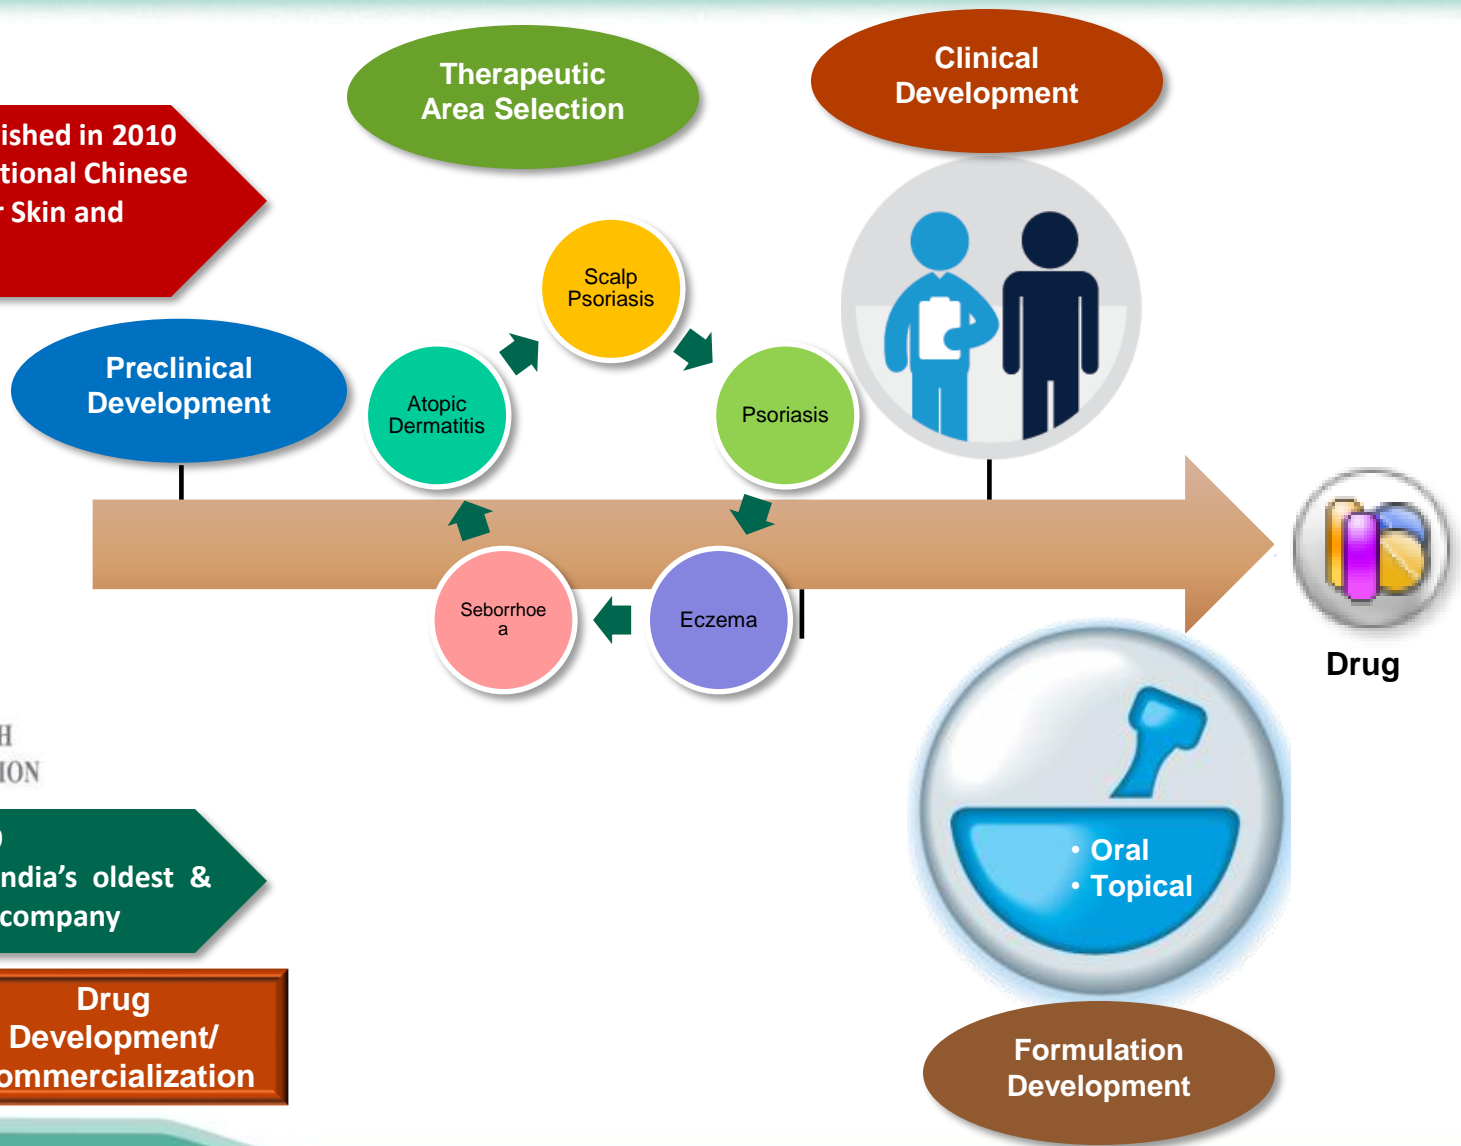 Therapeutic
Area Selection
Clinical
Development
ished in 2010
tional Chinese
r Skin and
Preclinical
Development
Scalp
Psoriasis
Atopic
Dermatitis
Psoriasis
Seborrhoe
a
Eczema
Drug
H
ION
ndia's oldest &
company
• Oral
• Topical
Drug
Development/
ommercialization
Formulation
Development